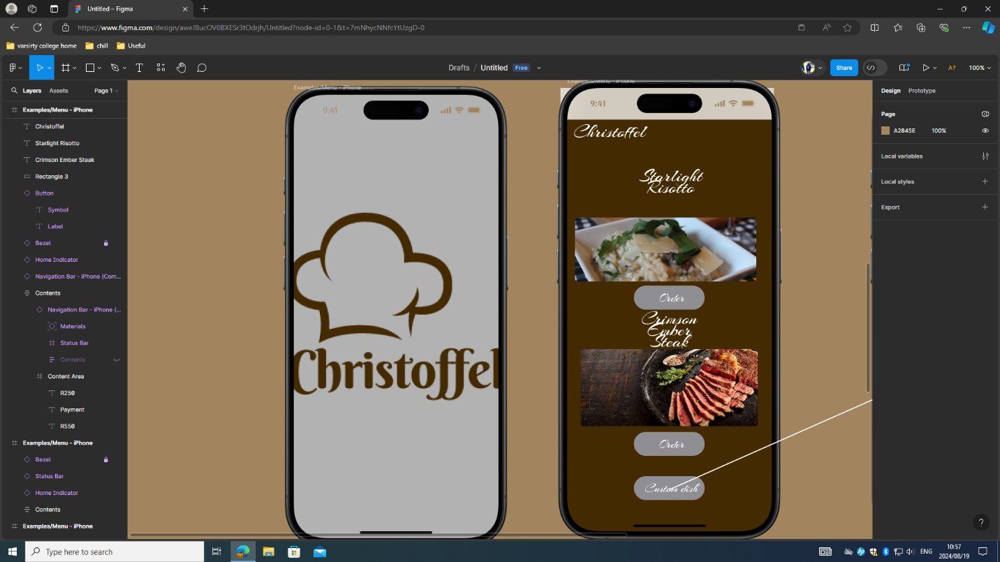 Untitled – Figma
https://www.figma.com/design/aweJ8ucOV0BXESr3tOdrjh/Untitled?node-id=0-1&t=7mNhycNNfcYtUzgD-0
varsirty college home
chill
Useful
Drafts / Untitled Free
Share
A?
100%
Layers Assets Page 1
Examples/Menu - iPhone
Christoffel
Starlight Risotto
Crimson Ember Steak
Rectangle 3
Button
Symbol
Label
Bezel
Home Indicator
Navigation Bar - iPhone (Com...
Contents
Navigation Bar - iPhone (...
Materials
Status Bar
Contents
Content Area
R250
Payment
R550
Examples/Menu - iPhone
Bezel
Status Bar
Home Indicator
Contents
Examples/Menu - iPhone
Examples/Menu - iPhone
9:41
Christoffel
Examples/Menu - iPhone
9:41
Christoffel
Starlight
Risotto
Order
Crimson
Ember
Steak
Order
Custom dish
Design Prototype
Page
A2845E 100%
Local variables
Local styles
Export
?
Type here to search
ENG
10:57
2024/08/19